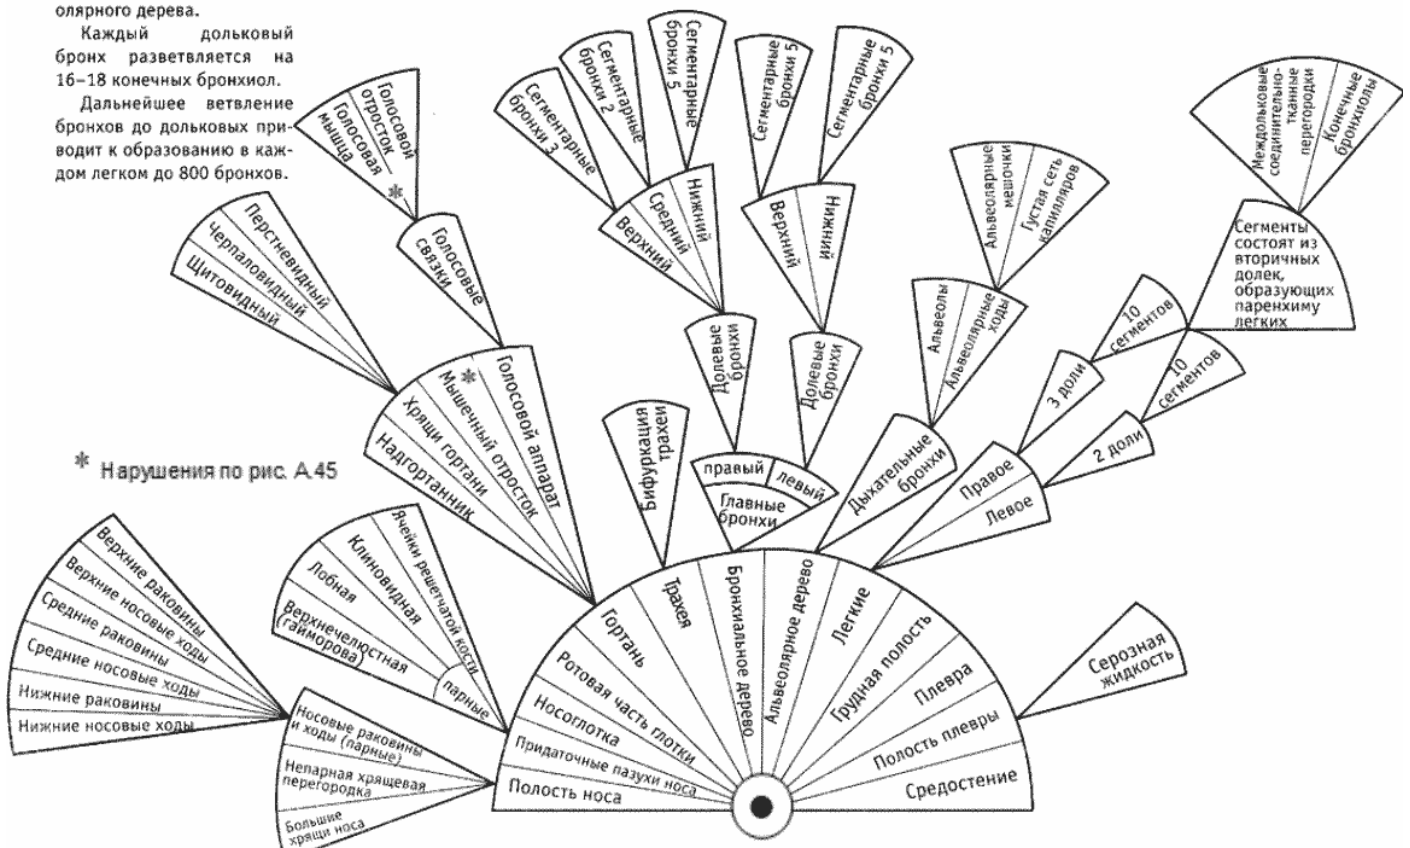 олярного дерева.
Каждый дольковый
бронх разветвляется на
16–18 конечных бронхиол.
Дальнейшее ветвление
бронхов до дольковых при-
водит к образованию в каж-
дом легком до 800 бронхов.
Голосовая
мышца
Голосовой
отросток
*
Голосовые
связки
Щитовидный
Черпаловидный
Перстневидный
Надгортанник
Хрящи гортани
Мышечный отросток
*
Голосовой аппарат
* Нарушения по рис. А.45
Сегментарные
бронхи 3
Сегментарные
бронхи 2
Сегментарные
бронхи 5
Сегментарные
бронхи 5
Сегментарные
бронхи 5
Верхний
Средний
Нижний
Верхний
Нижний
Долевые
бронхи
Долевые
бронхи
Бифуркация
трахеи
правый
левый
Главные
бронхи
Альвеолярные
мешочки
Густая сеть
капилляров
Альвеолы
Альвеолярные
ходы
Дыхательные
бронхи
Междольковые
соединительно-
тканные
перегородки
Конечные
бронхиолы
Сегменты
состоят из
вторичных
долек,
образующих
паренхиму
легких
10
сегментов
10
сегментов
3 доли
2 доли
Правое
Левое
Нижние носовые ходы
Нижние раковины
Средние носовые ходы
Средние раковины
Верхние носовые ходы
Верхние раковины
Верхнечелюстная
(гайморова)
Лобная
Клиновидная
Ячейки решетчатой кости
парные
Носовые раковины
и ходы (парные)
Непарная хрящевая
перегородка
Большие
хрящи носа
Полость носа
Придаточные пазухи носа
Носоглотка
Ротовая часть глотки
Гортань
Трахея
Бронхиальное дерево
Альвеолярное дерево
Легкие
Грудная полость
Плевра
Полость плевры
Средостение
Серозная
жидкость